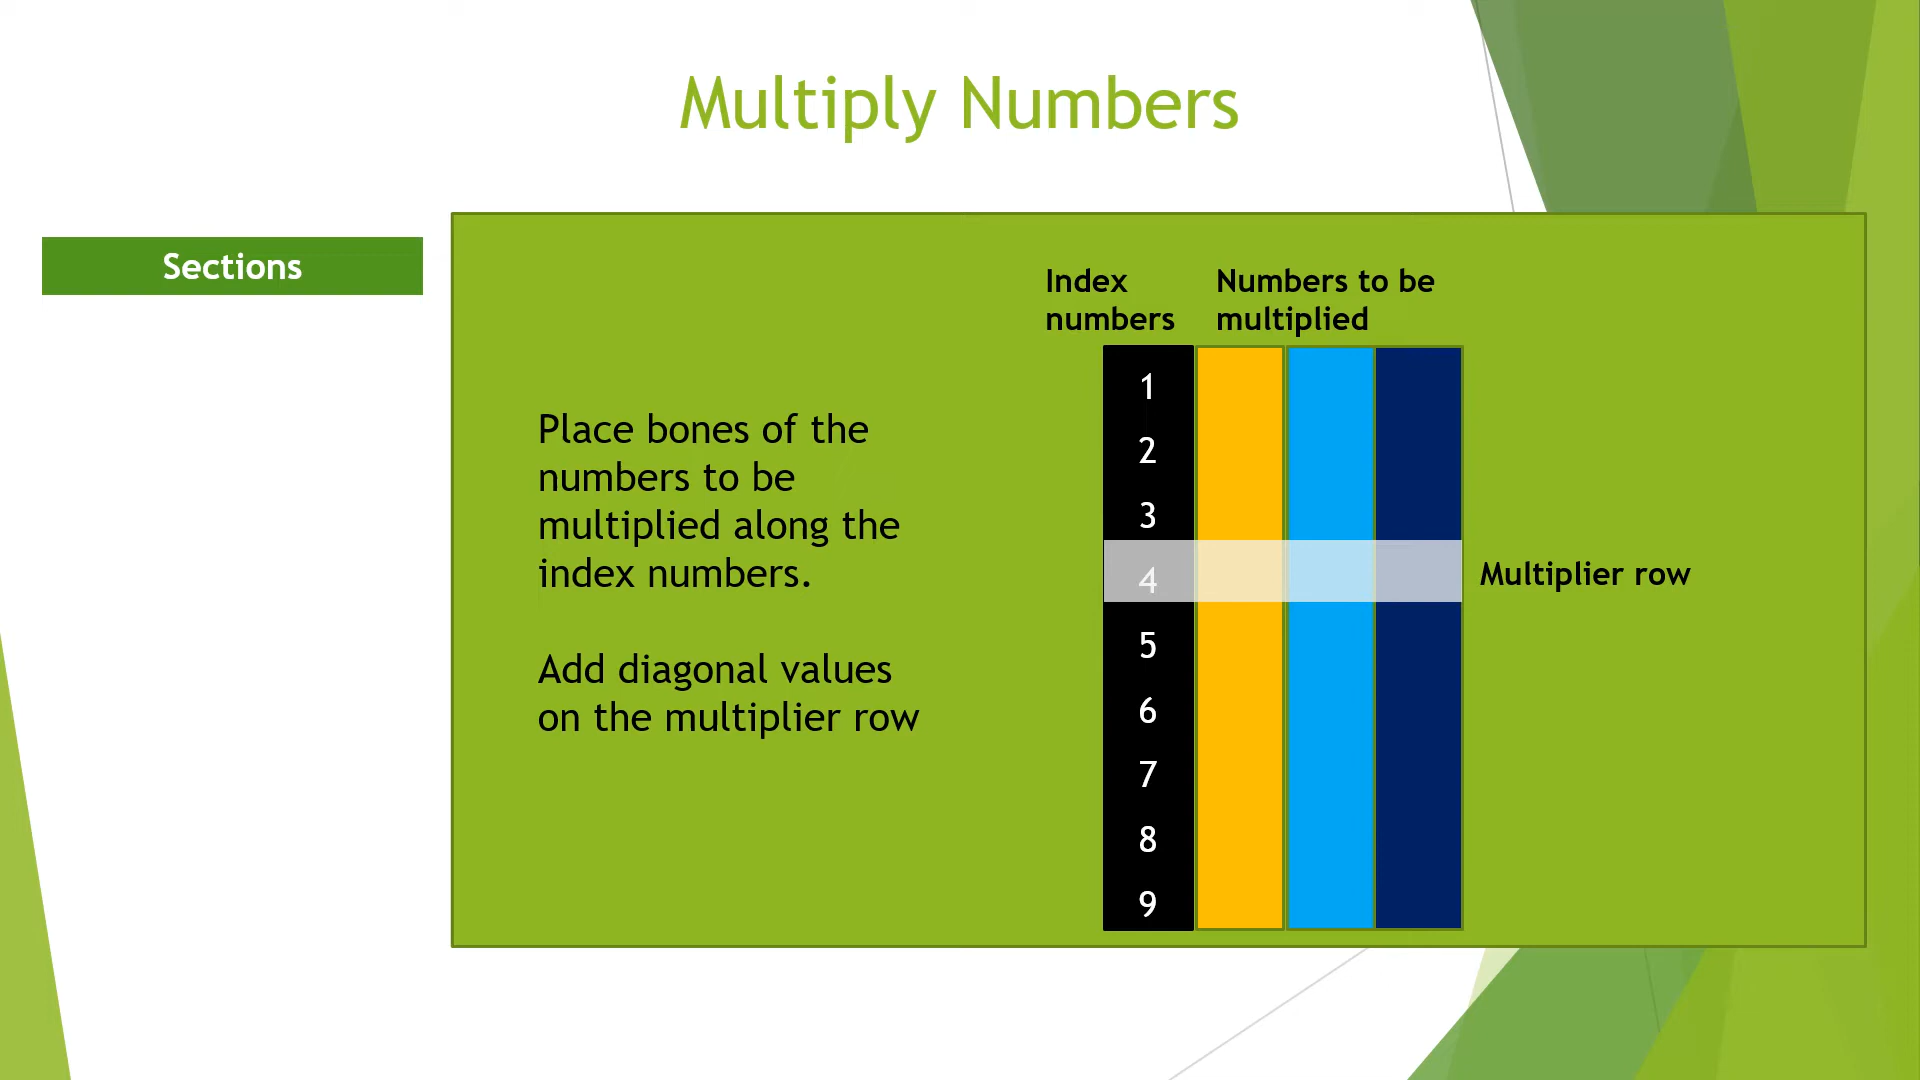 Multiply Numbers
Sections
Place bones of the
numbers to be
multiplied along the
index numbers.
Add diagonal values
on the multiplier row
Index
numbers
Numbers to be
multiplied
1
2
3
4
5
6
7
8
9
Multiplier row